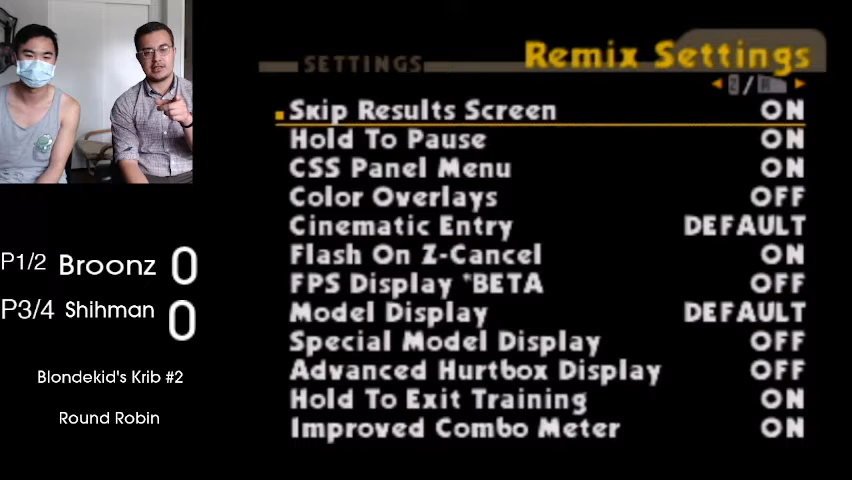 SETTINGS
Remix Settings
Skip Results Screen ON
Hold To Pause ON
CSS Panel Menu ON
Color Overlays OFF
Cinematic Entry DEFAULT
Flash On Z-Cancel ON
FPS Display *BETA OFF
Model Display DEFAULT
Special Model Display OFF
Advanced Hurtbox Display OFF
Hold To Exit Training ON
Improved Combo Meter ON
P1/2 Broonz 0
P3/4 Shihman 0
Blondekid's Krib #2
Round Robin